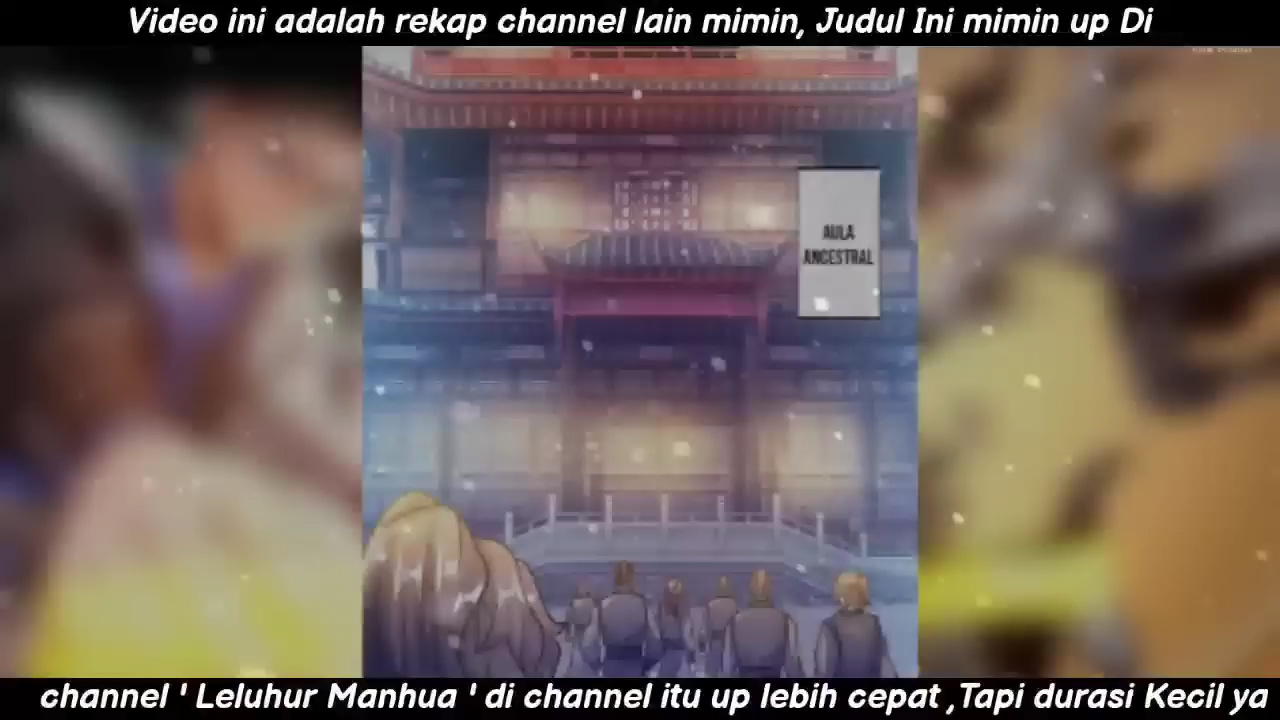 Video ini adalah rekap channel lain mimin, Judul Ini mimin up Di
AULA
ANCESTRAL
channel ' Leluhur Manhua ' di channel itu up lebih cepat ,Tapi durasi Kecil ya